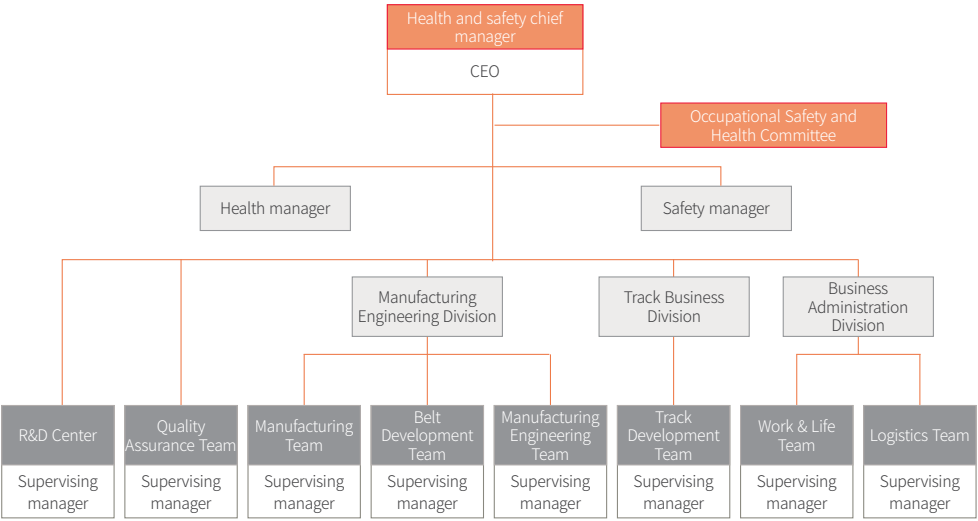 Health and safety chief
manager
CEO
Occupational Safety and
Health Committee
Health manager
Safety manager
Manufacturing
Engineering Division
Track Business
Division
Business
Administration
Division
R&D Center
Supervising
manager
Quality
Assurance Team
Supervising
manager
Manufacturing
Team
Supervising
manager
Belt
Development
Team
Supervising
manager
Manufacturing
Engineering
Team
Supervising
manager
Track
Development
Team
Supervising
manager
Work & Life
Team
Supervising
manager
Logistics Team
Supervising
manager